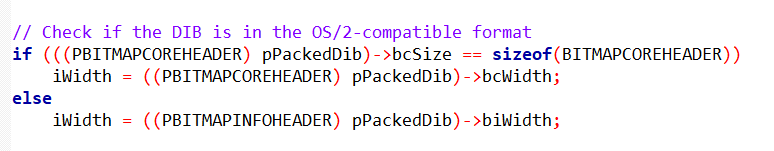 // Check if the DIB is in the OS/2-compatible format
if (((PBITMAPCOREHEADER) pPackedDib)->bcSize == sizeof(BITMAPCOREHEADER))
    iWidth = ((PBITMAPCOREHEADER) pPackedDib)->bcWidth;
else
    iWidth = ((PBITMAPINFOHEADER) pPackedDib)->biWidth;